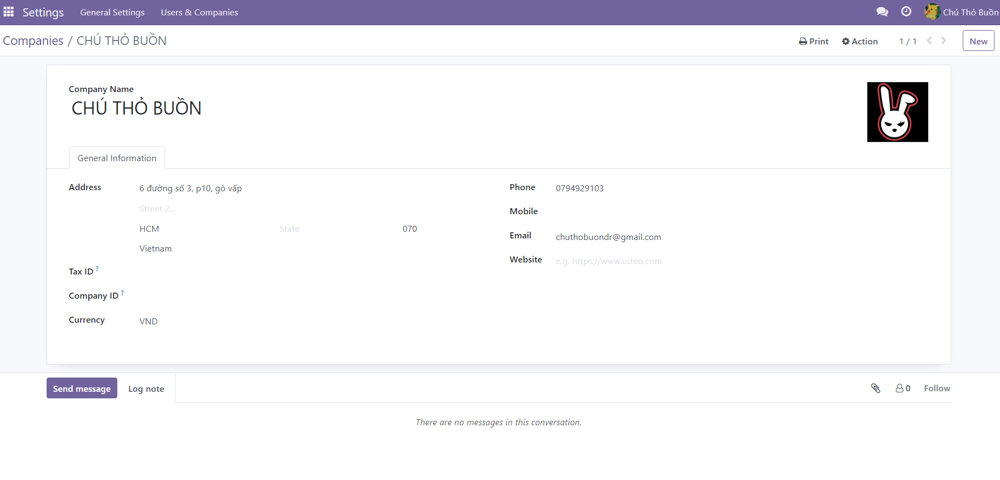 Settings General Settings Users & Companies Chú Thỏ Buồn
Companies / CHÚ THỎ BUỒN Print Action 1 / 1 New
Company Name
CHÚ THỎ BUỒN
General Information
Address 6 đường số 3, p10, gò vấp Phone 0794929103
Street 2... Mobile
HCM State 070 Email chuthobuondr@gmail.com
Vietnam Website e.g. https://www.odoo.com
Tax ID ?
Company ID ?
Currency VND
Send message Log note 0 Follow
There are no messages in this conversation.